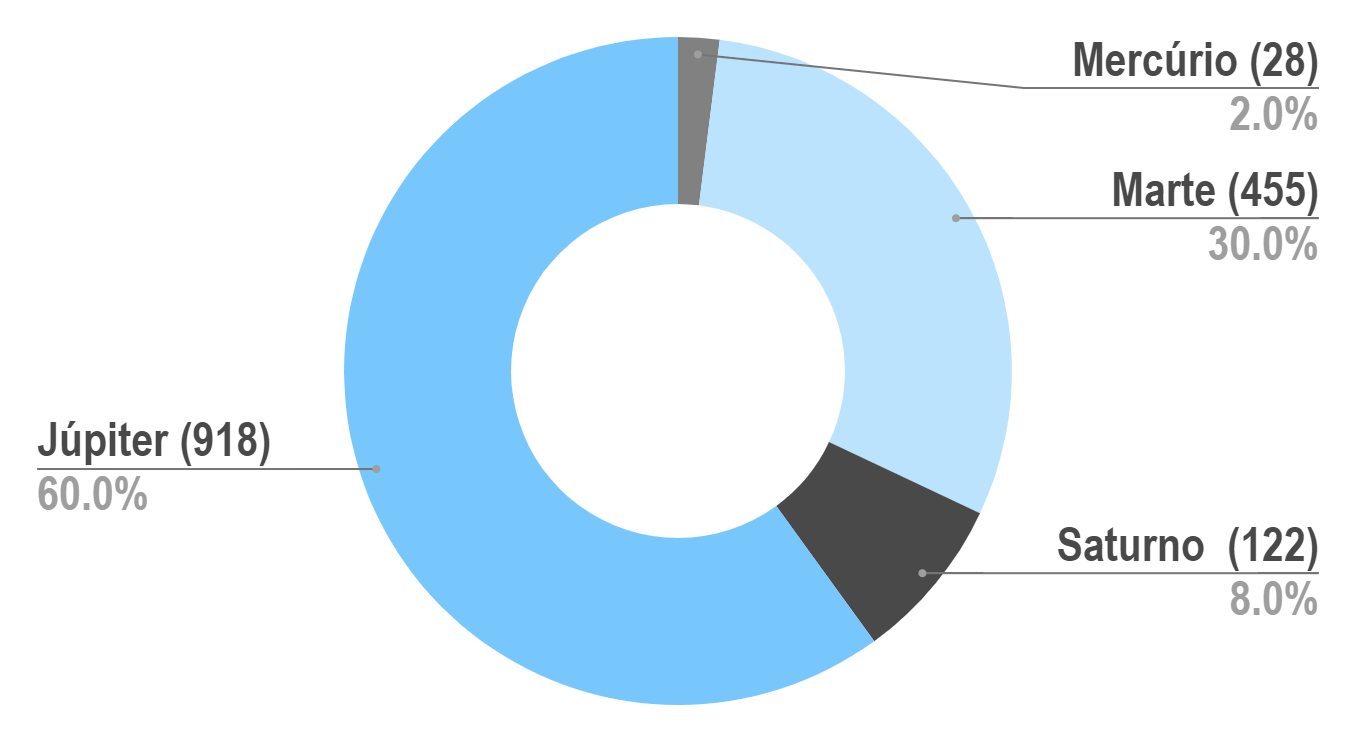 Mercúrio (28)
2.0%
Marte (455)
30.0%
Júpiter (918)
60.0%
Saturno  (122)
8.0%